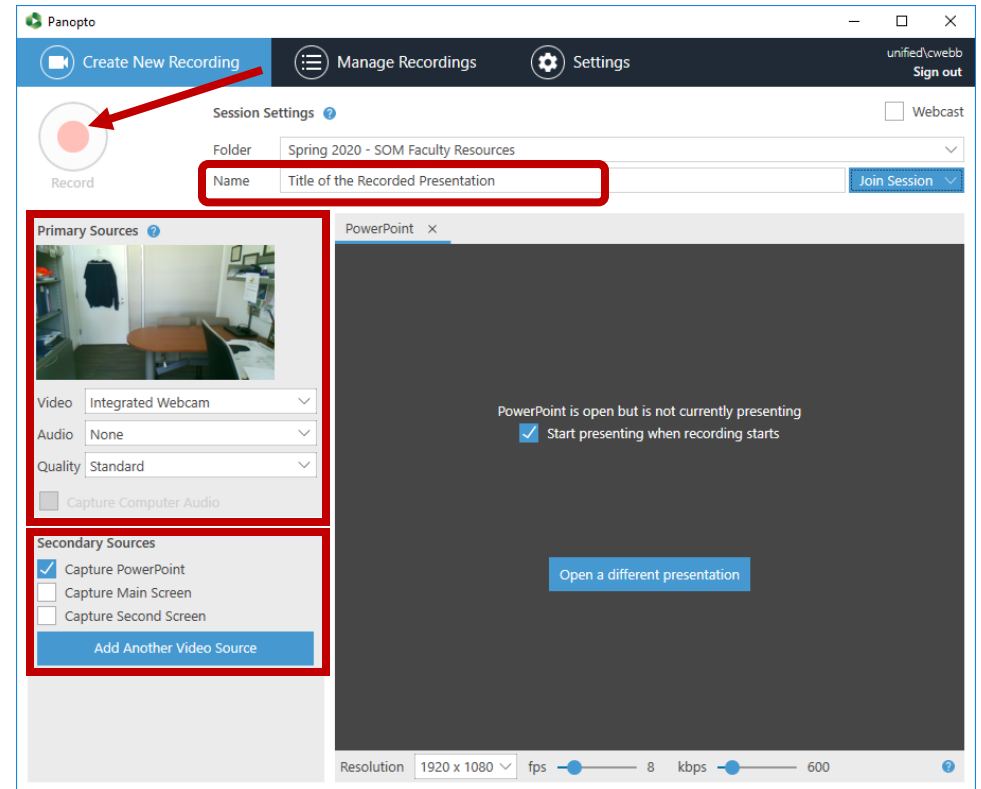 Panopto
Create New Recording
Manage Recordings
Settings
unified\cwebb
Sign out
Session Settings ?
Webcast
Folder Spring 2020 - SOM Faculty Resources
Record
Name Title of the Recorded Presentation
Join Session
Primary Sources ?
PowerPoint ×
Video Integrated Webcam
Audio None
Quality Standard
Capture Computer Audio
PowerPoint is open but is not currently presenting
Start presenting when recording starts
Secondary Sources
Capture PowerPoint
Capture Main Screen
Capture Second Screen
Add Another Video Source
Open a different presentation
Resolution 1920 x 1080 fps 8 kbps 600 ?